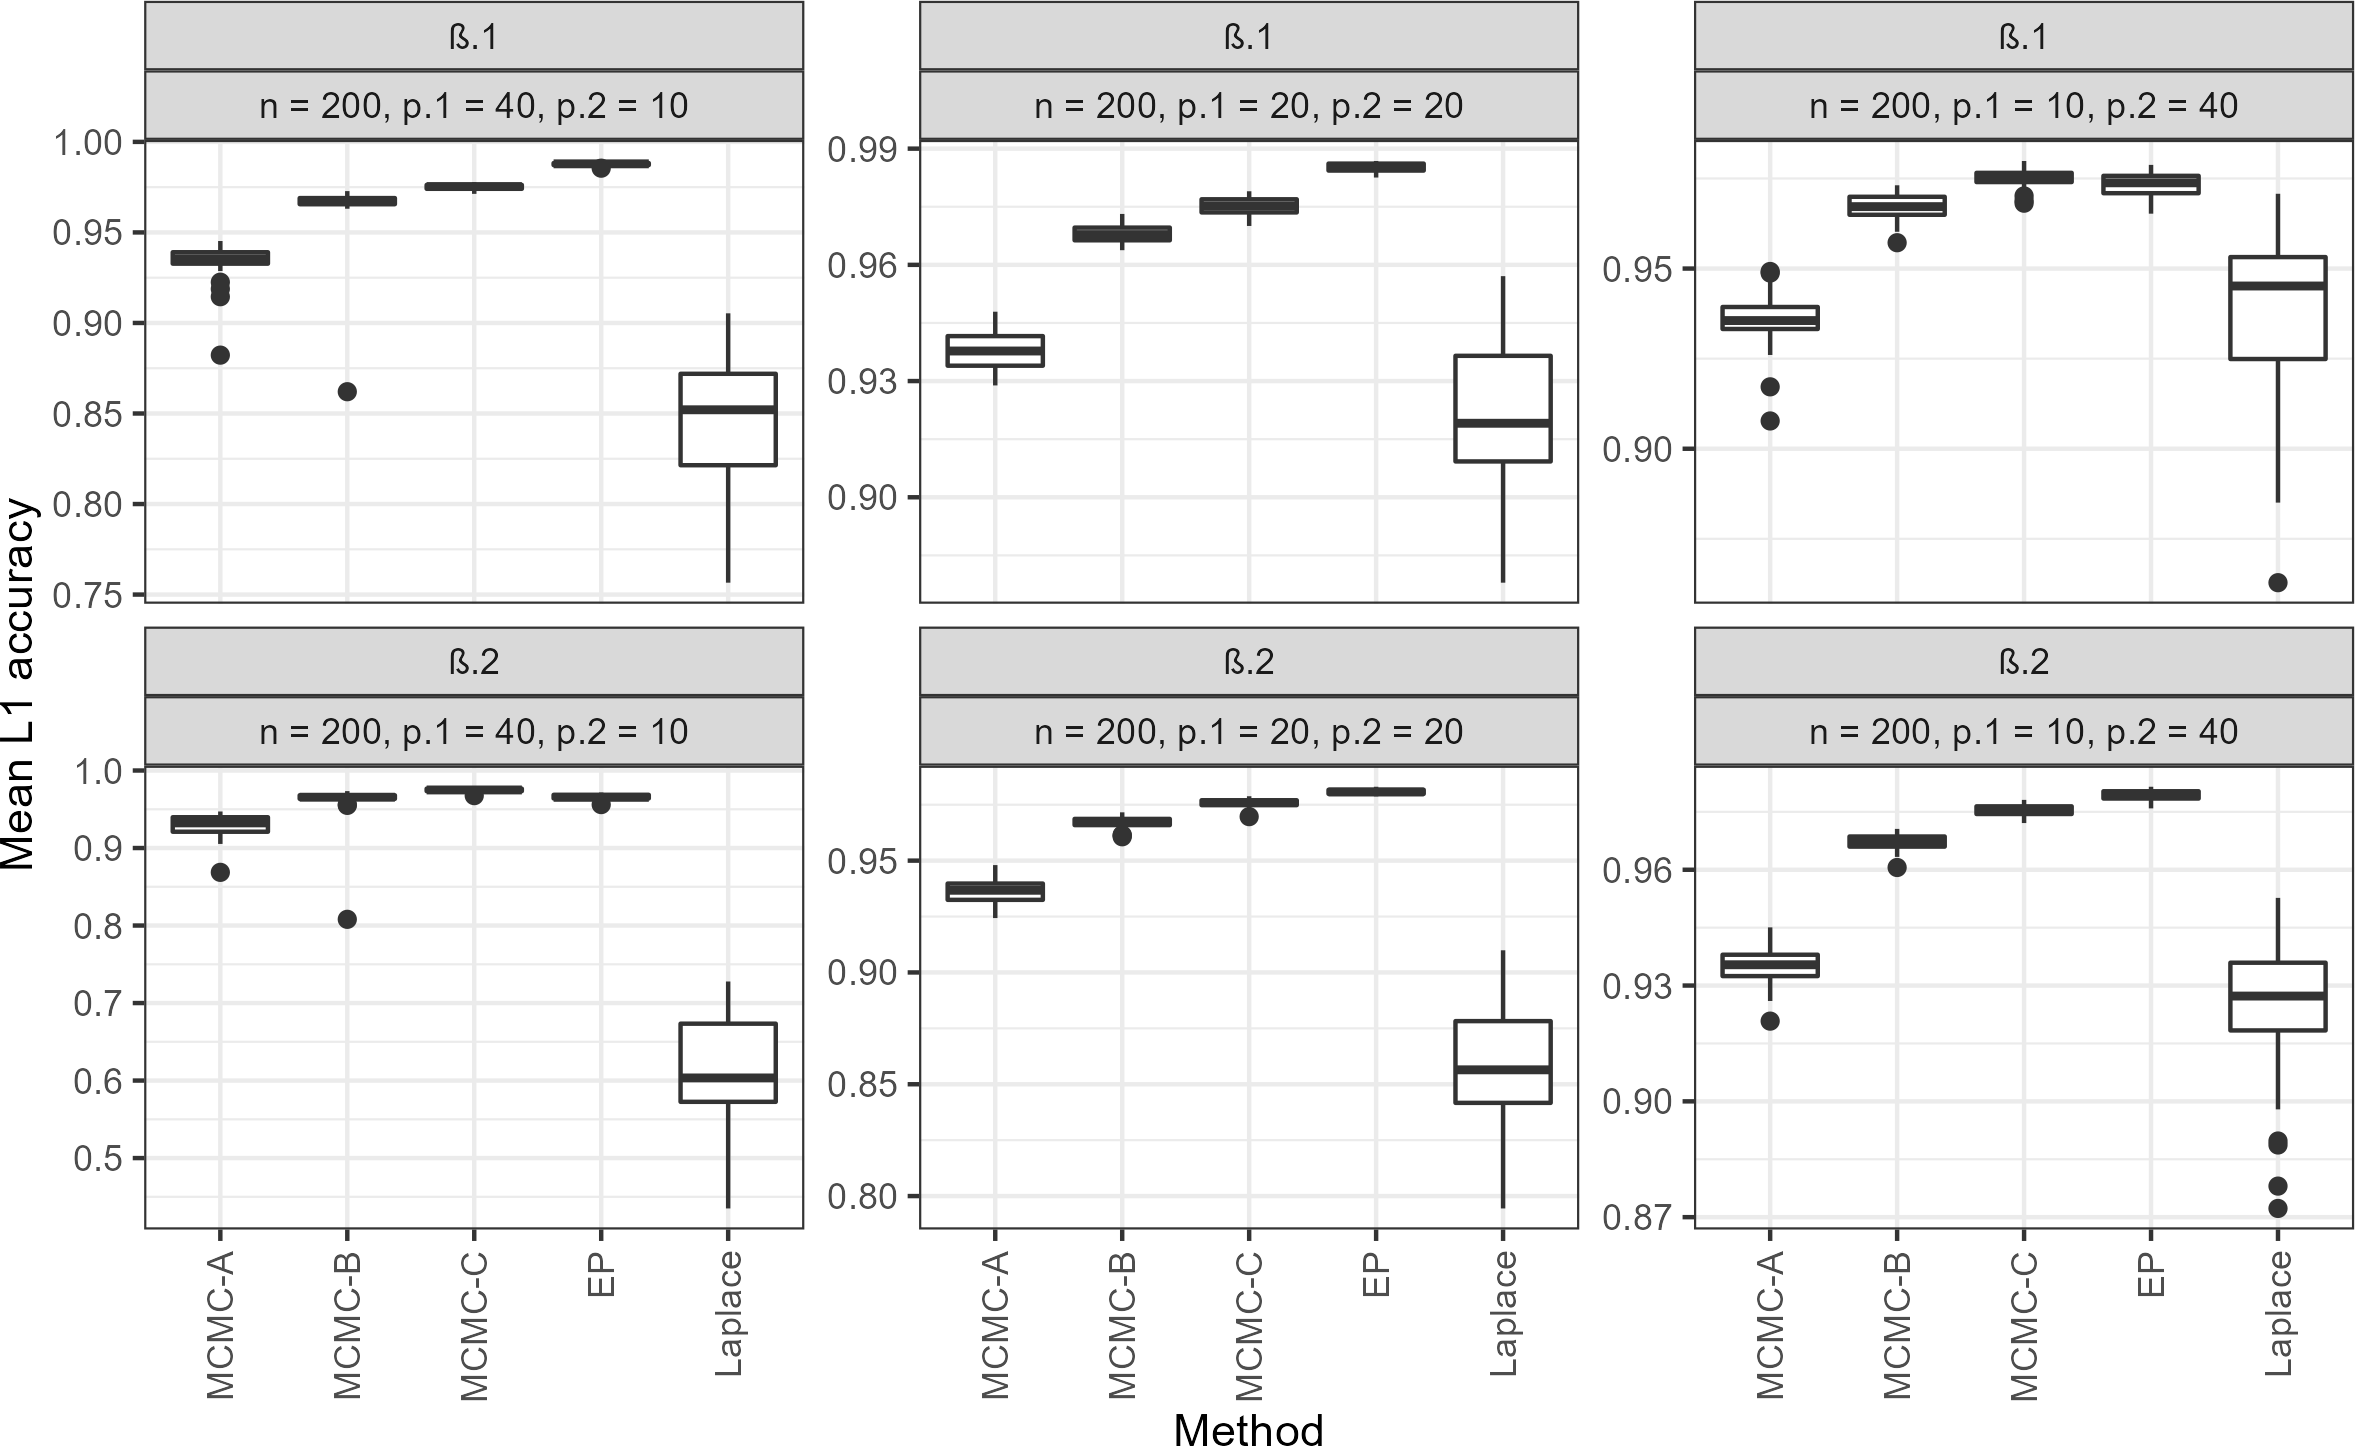 ß.1
ß.1
ß.1
n = 200, p.1 = 40, p.2 = 10
n = 200, p.1 = 20, p.2 = 20
n = 200, p.1 = 10, p.2 = 40
1.00
0.95
0.90
0.85
0.80
0.75
0.99
0.96
0.93
0.90
0.95
0.90
Mean L1 accuracy
ß.2
ß.2
ß.2
n = 200, p.1 = 40, p.2 = 10
n = 200, p.1 = 20, p.2 = 20
n = 200, p.1 = 10, p.2 = 40
1.0
0.9
0.8
0.7
0.6
0.5
0.95
0.90
0.85
0.80
0.96
0.93
0.90
0.87
MCMC-A
MCMC-B
MCMC-C
EP
Laplace
MCMC-A
MCMC-B
MCMC-C
EP
Laplace
MCMC-A
MCMC-B
MCMC-C
EP
Laplace
Method